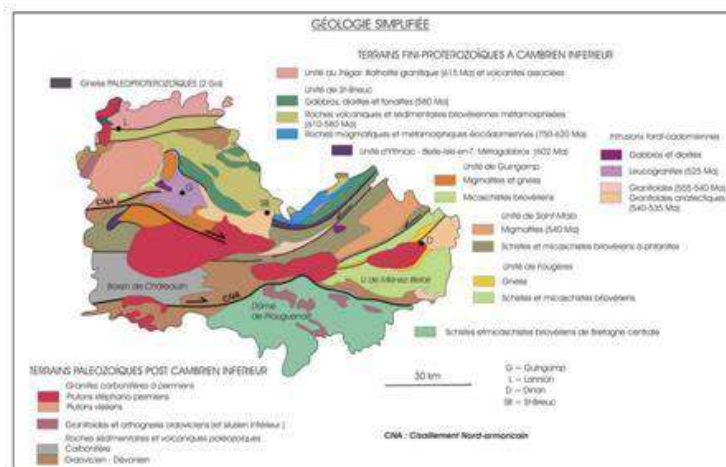 GÉOLOGIE SIMPLIFIÉE
TERRAINS FINI-PROTEROZOÏQUES A CAMBRIEN INFERIEUR
Gneiss PALEOPROTEROZOÏQUES (2 Ga)
Unité du Trégor. Batholite granitique (615 Ma) et volcanites associées
Unité de St-Brieuc
Gabbros, diorites et tonalites (580 Ma)
Roches volcaniques et sédimentaires briovériennes métamorphisées
(610-580 Ma)
Roches magmatiques et métamorphiques éocadomiennes (750-620 Ma)
Unité d'Yffiniac - Belle-Isle-en-T. Métagabbros (602 Ma)
Unité de Guingamp
Migmatites et gneiss
Micaschistes briovériens
Intrusions tardi-cadomiennes
Gabbros et diorites
Leucogranites (525 Ma)
Granitoïdes (555-540 Ma)
Granitoïdes anatectiques
(540-535 Ma)
Unité de Saint-Malo
Migmatites (540 Ma)
Schistes et micaschistes briovériens à phtanites
Unité de Fougères
Gneiss
Schistes et micaschistes briovériens
Schistes et micaschistes briovériens de Bretagne centrale
L
CNA
G
SB
D
Bassin de Châteaulin
CNA
U. de Ménez Belair
Dôme
de Plouguenast
TERRAINS PALEOZOÏQUES POST CAMBRIEN INFERIEUR
Granites carbonifères à permiens
Plutons stéphano-permiens
Plutons viséens
Granitoïdes et orthogneiss ordoviciens (et silurien inférieur)
Roches sédimentaires et volcaniques paléozoïques
Carbonifère
Ordovicien - Dévonien
30 km
G = Guingamp
L = Lannion
D = Dinan
SB = St-Brieuc
CNA : Cisaillement Nord-armoricain